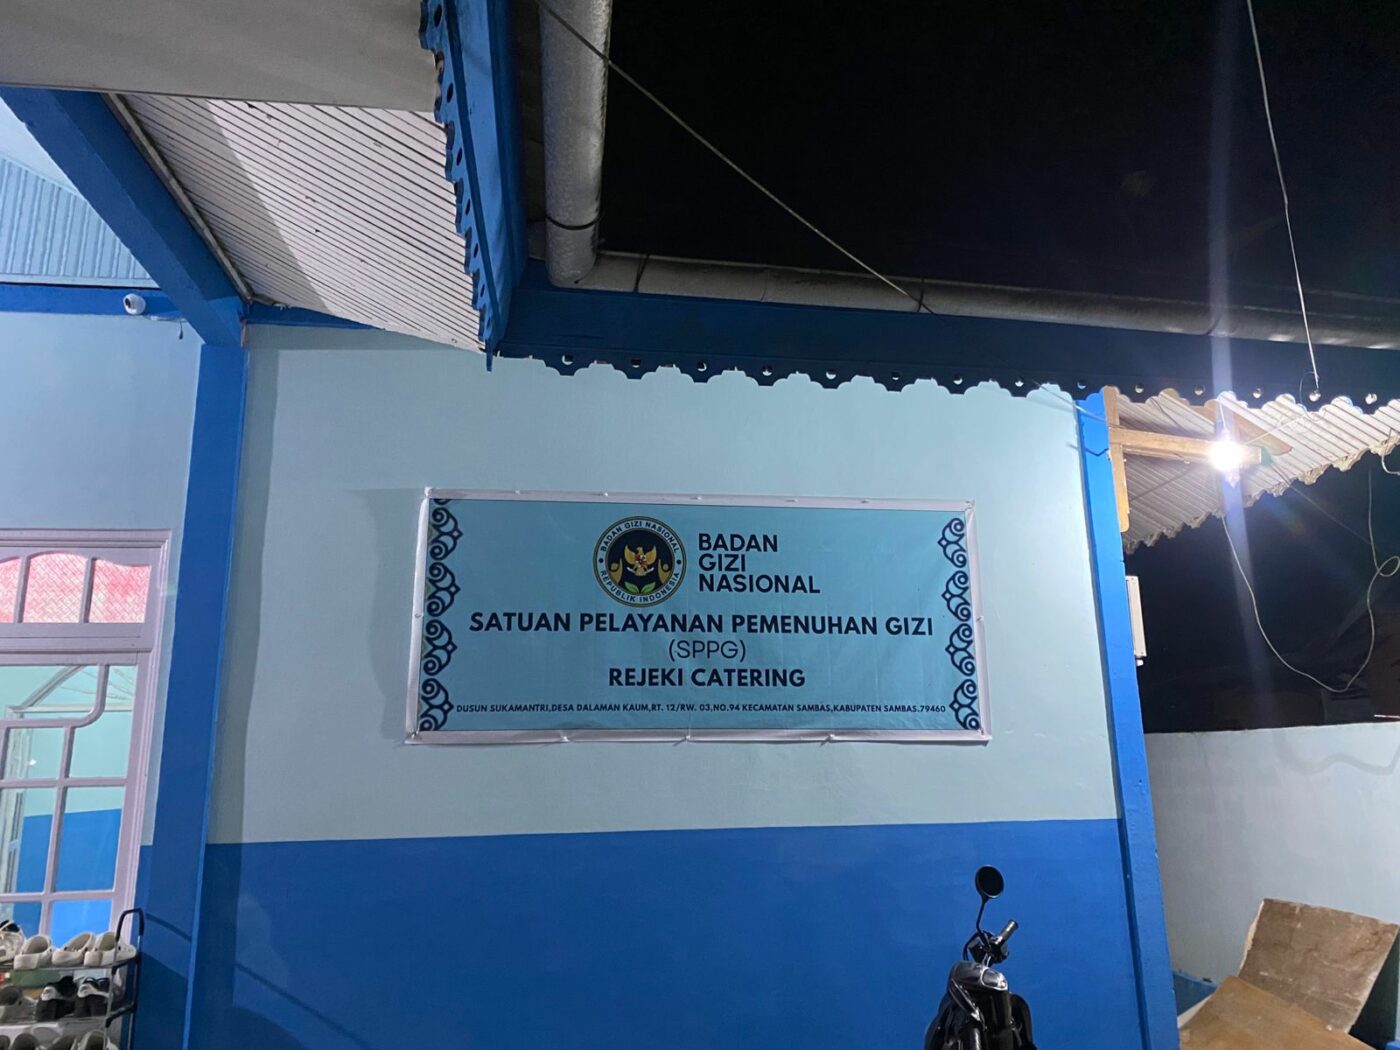 BADAN GIZI NASIONAL
REPUBLIK INDONESIA
BADAN
GIZI
NASIONAL
SATUAN PELAYANAN PEMENUHAN GIZI
(SPPG)
REJEKI CATERING
DUSUN SUKAMANTRI,DESA DALAMAN KAUM,RT. 12/RW. 03,NO.94 KECAMATAN SAMBAS,KABUPATEN SAMBAS.79460